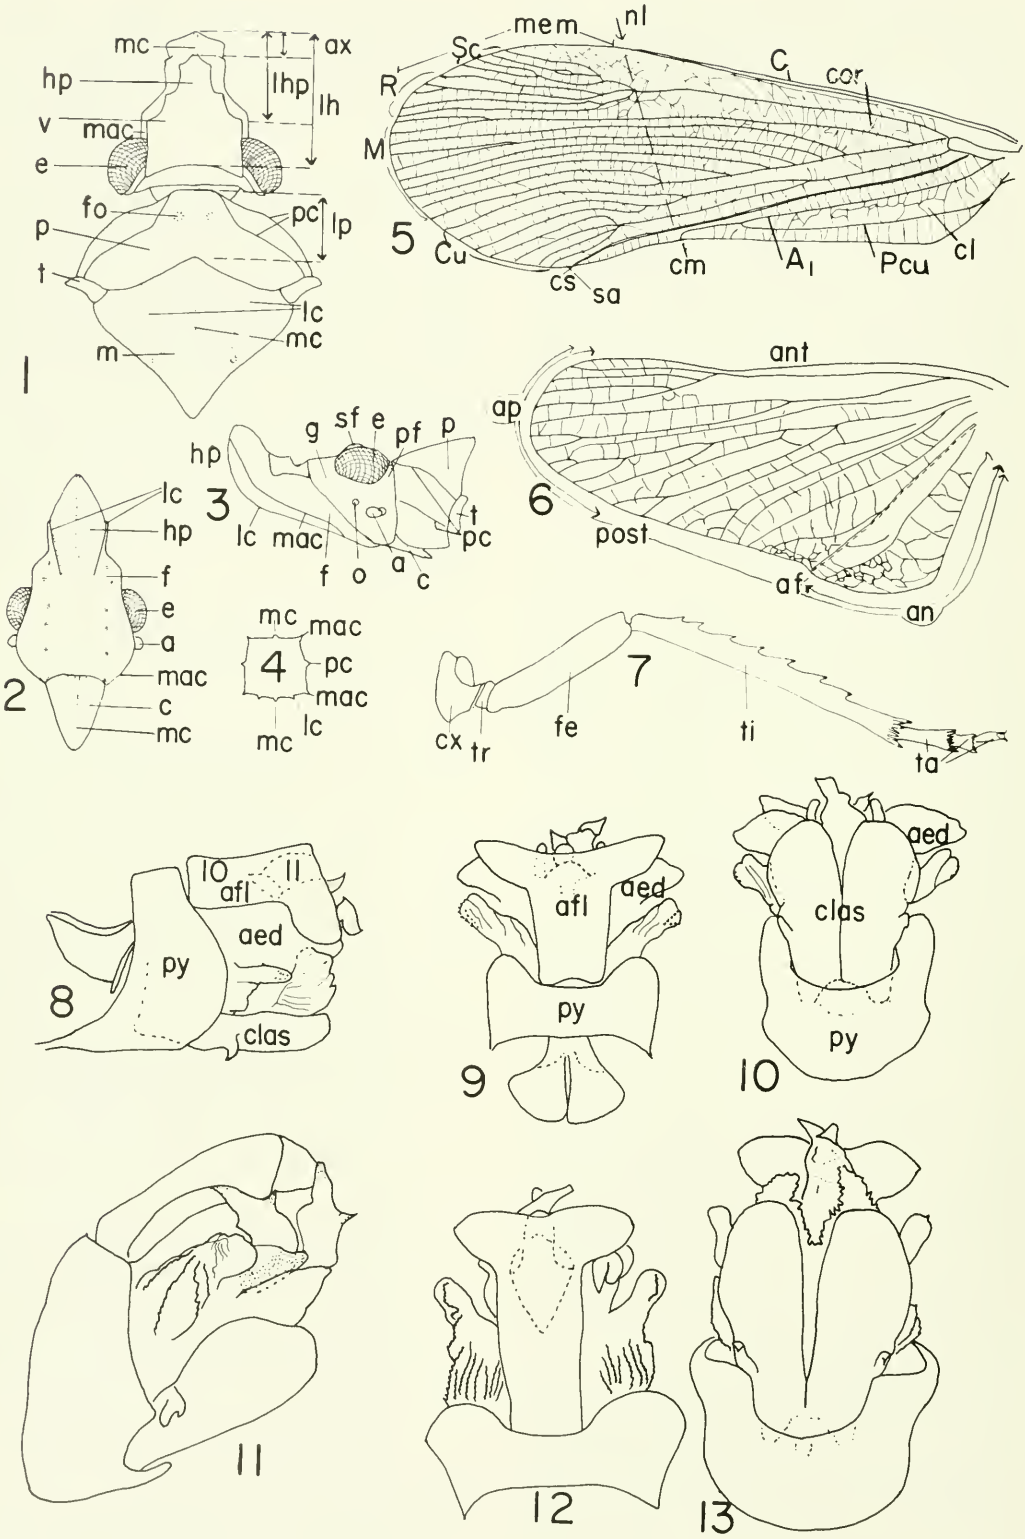 mc
ax
hp
lhp
lh
v
mac
e
fo
pc
lp
p
t
lc
mc
m
1
mem
nl
Sc
C
cor
R
M
5
Cu
cs
sa
cm
A1
Pcu
cl
lc
hp
f
e
a
mac
c
mc
2
sf
e
g
pf
p
hp
3
t
lc
mac
pc
f
o
a
c
mc
mac
4
pc
mac
lc
mc
ant
ap
6
post
af
an
7
cx
tr
fe
ti
ta
10
11
afl
aed
py
8
clas
afl
aed
py
9
aed
clas
py
10
11
12
13